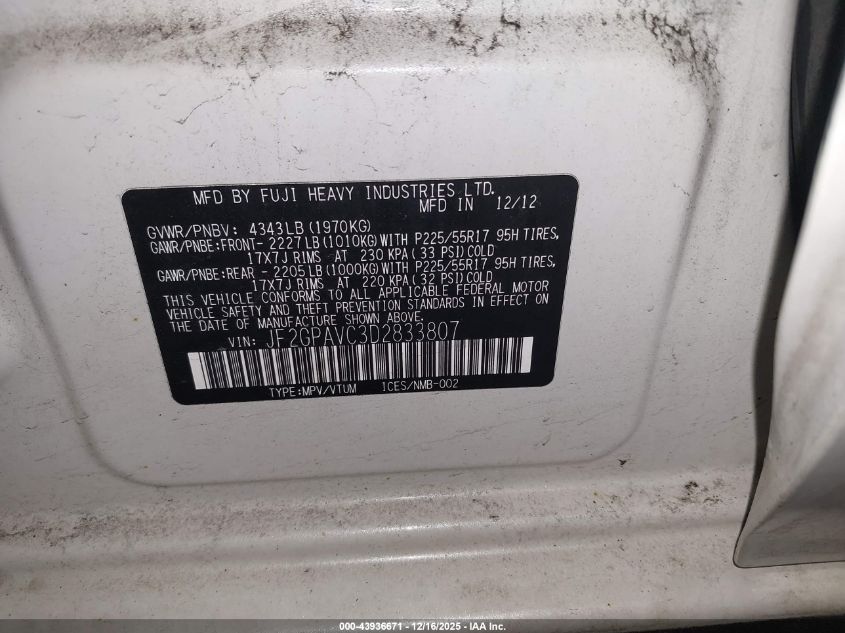 MFD BY FUJI HEAVY INDUSTRIES LTD.
MFD IN 12/12
GVWR/PNBV: 4343LB(1970KG)
GAWR/PNBE:FRONT- 2227LB(1010KG)WITH P225/55R17 95H TIRES,
17X7J RIMS AT 230 KPA(33 PSI)COLD
GAWR/PNBE:REAR - 2205LB(1000KG)WITH P225/55R17 95H TIRES,
17X7J RIMS AT 220 KPA(32 PSI)COLD
THIS VEHICLE CONFORMS TO ALL APPLICABLE FEDERAL MOTOR
VEHICLE SAFETY AND THEFT PREVENTION STANDARDS IN EFFECT ON
THE DATE OF MANUFACTURE SHOWN ABOVE.
VIN: JF2GPAVC3D2833807
TYPE:MPV/VTUM ICES/NMB-002
000-43936671 - 12/16/2025 - IAA Inc.